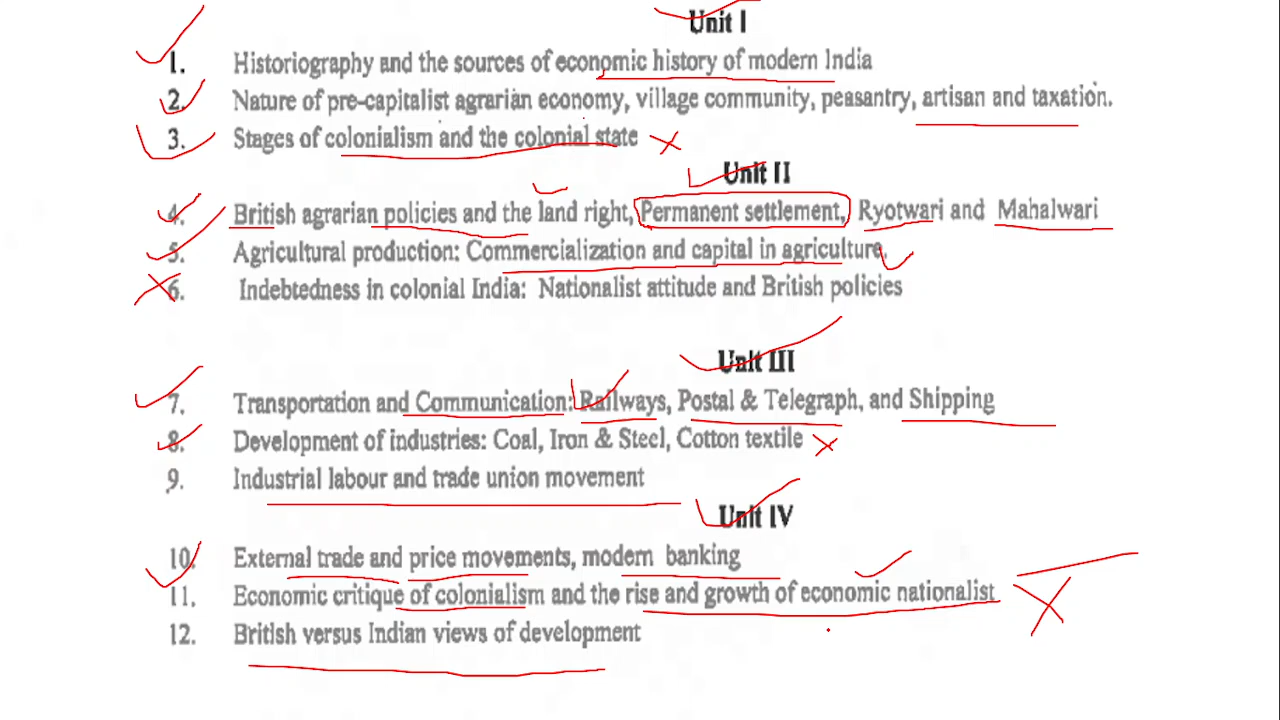 Unit I
1. Historiography and the sources of economic history of modern India
2. Nature of pre-capitalist agrarian economy, village community, peasantry, artisan and taxation.
3. Stages of colonialism and the colonial state
Unit II
4. British agrarian policies and the land right, Permanent settlement, Ryotwari and Mahalwari
5. Agricultural production: Commercialization and capital in agriculture.
6. Indebtedness in colonial India: Nationalist attitude and British policies
Unit III
7. Transportation and Communication: Railways, Postal & Telegraph, and Shipping
8. Development of industries: Coal, Iron & Steel, Cotton textile
9. Industrial labour and trade union movement
Unit IV
10. External trade and price movements, modern banking
11. Economic critique of colonialism and the rise and growth of economic nationalist
12. British versus Indian views of development